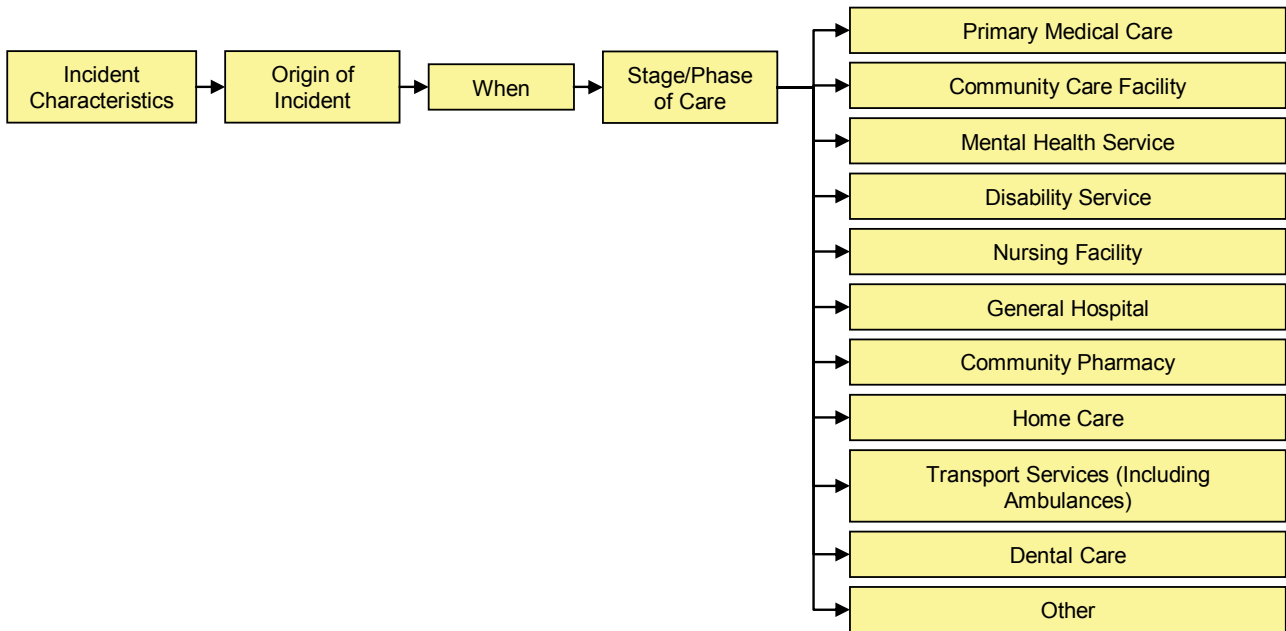 Incident
Characteristics
Origin of
Incident
When
Stage/Phase
of Care
Primary Medical Care
Community Care Facility
Mental Health Service
Disability Service
Nursing Facility
General Hospital
Community Pharmacy
Home Care
Transport Services (Including
Ambulances)
Dental Care
Other